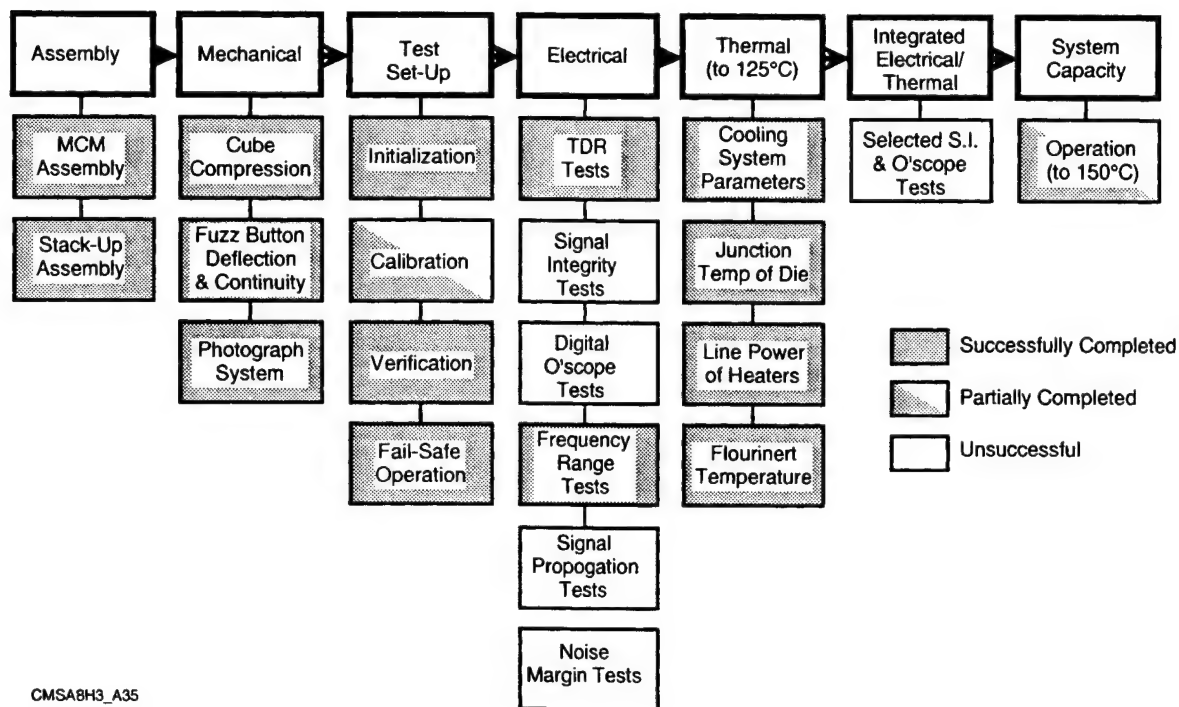 Assembly
Mechanical
Test
Set-Up
Electrical
Thermal
(to 125°C)
Integrated
Electrical/
Thermal
System
Capacity
MCM
Assembly
Stack-Up
Assembly
Cube
Compression
Fuzz Button
Deflection
& Continuity
Photograph
System
Initialization
Calibration
Verification
Fail-Safe
Operation
TDR
Tests
Signal
Integrity
Tests
Digital
O'scope
Tests
Frequency
Range
Tests
Signal
Propogation
Tests
Noise
Margin Tests
Cooling
System
Parameters
Junction
Temp of Die
Line Power
of Heaters
Flourinert
Temperature
Selected S.I.
& O'scope
Tests
Operation
(to 150°C)
Successfully Completed
Partially Completed
Unsuccessful
CMSA8H3_A35